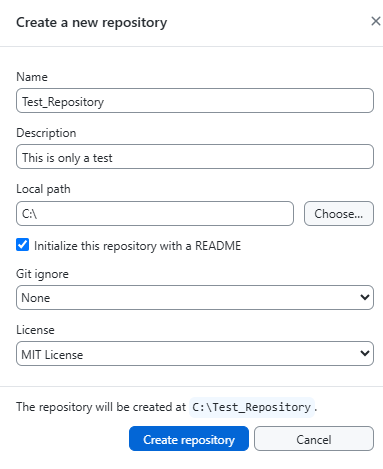 Create a new repository
Name
Test_Repository
Description
This is only a test
Local path
C:\
Choose...
Initialize this repository with a README
Git ignore
None
License
MIT License
The repository will be created at C:\Test_Repository.
Create repository
Cancel